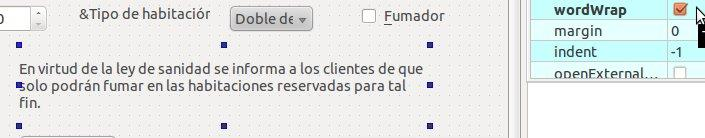 0
&Tipo de habitación
Doble de
Fumador
En virtud de la ley de sanidad se informa a los clientes de que
solo podrán fumar en las habitaciones reservadas para tal
fin.
wordWrap
margin 0
indent -1
openExternal...